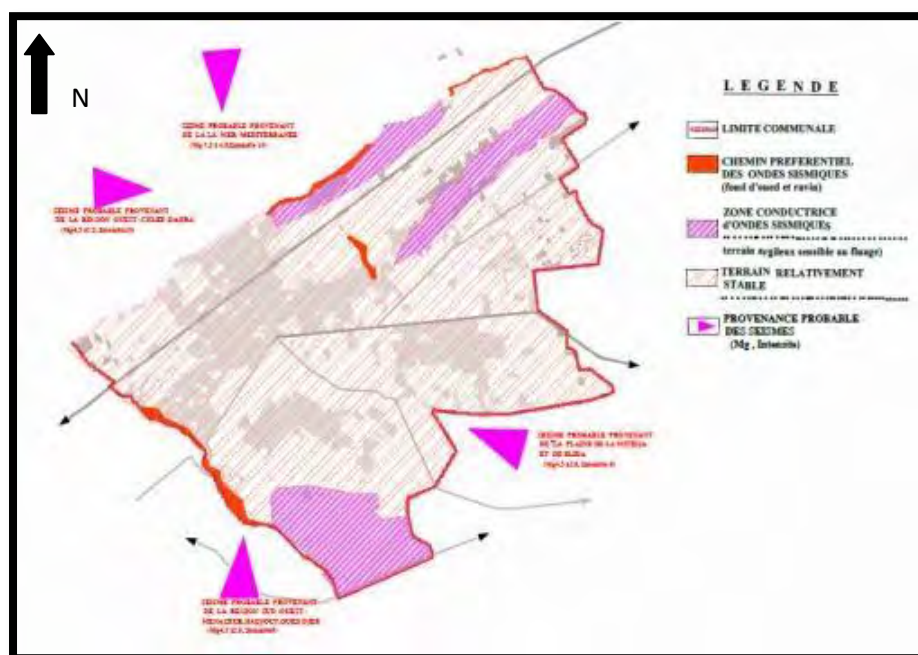 N
SEISME PROBABLE PROVENANT
DE LA LA MER MEDITERRANEE
SEISME PROBABLE PROVENANT
DE LA REGION OUEST
SEISME PROBABLE PROVENANT
DE LA PLAINE DE LA MITIDJA
ET DE BLIDA
SEISME PROBABLE PROVENANT
DE LA REGION SUD OUEST
LEGENDE
LIMITE COMMUNALE
CHEMIN PREFERENTIEL
DES ONDES SISMIQUES
(fond d'oued et ravin)
ZONE CONDUCTRICE
d'ONDES SISMIQUES
terrain argileux sensible au fluage)
TERRAIN RELATIVEMENT
STABLE
PROVENANCE PROBABLE
DES SEISMES
(Mg , Intensite)